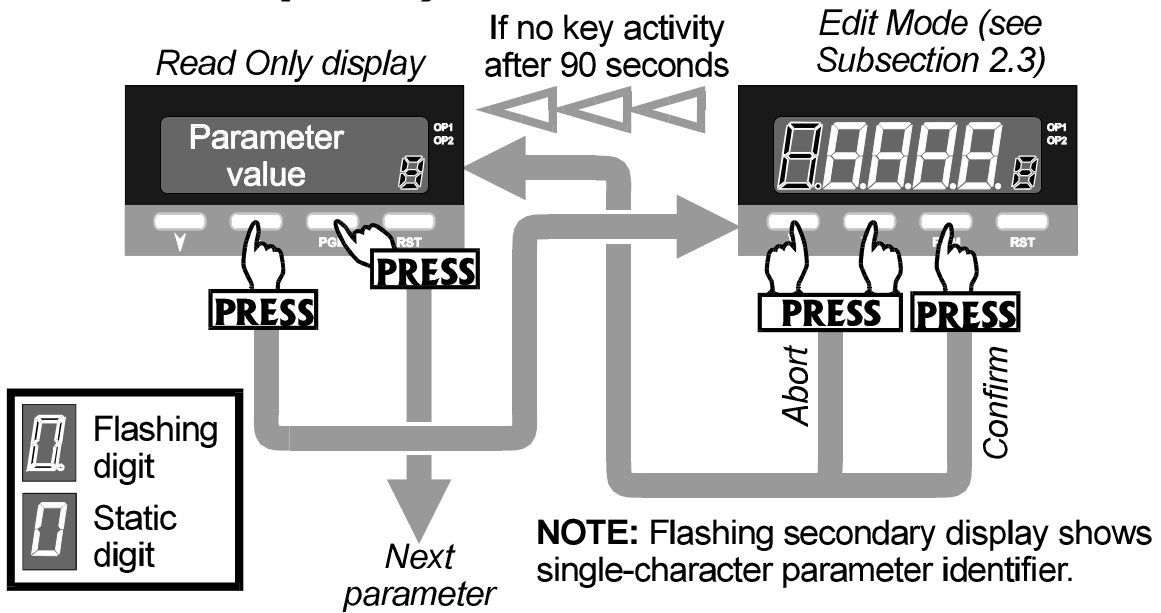 If no key activity
after 90 seconds
Edit Mode (see
Subsection 2.3)
Read Only display
Parameter
value
OP1
OP2
OP1
OP2
RST
RST
PRESS
PRESS
PRESS
PRESS
Abort
Confirm
Flashing
digit
Static
digit
Next
parameter
NOTE: Flashing secondary display shows
single-character parameter identifier.